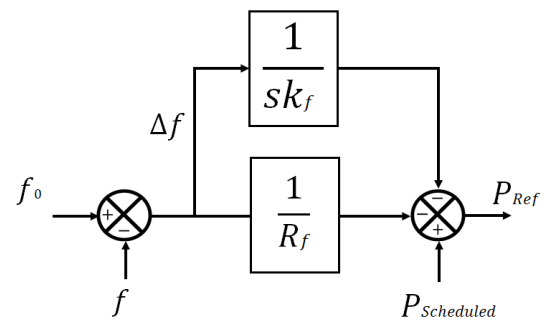 1
sk_f
Δf
f_0
+
−
f
1
R_f
−
−
+
P_Ref
P_Scheduled